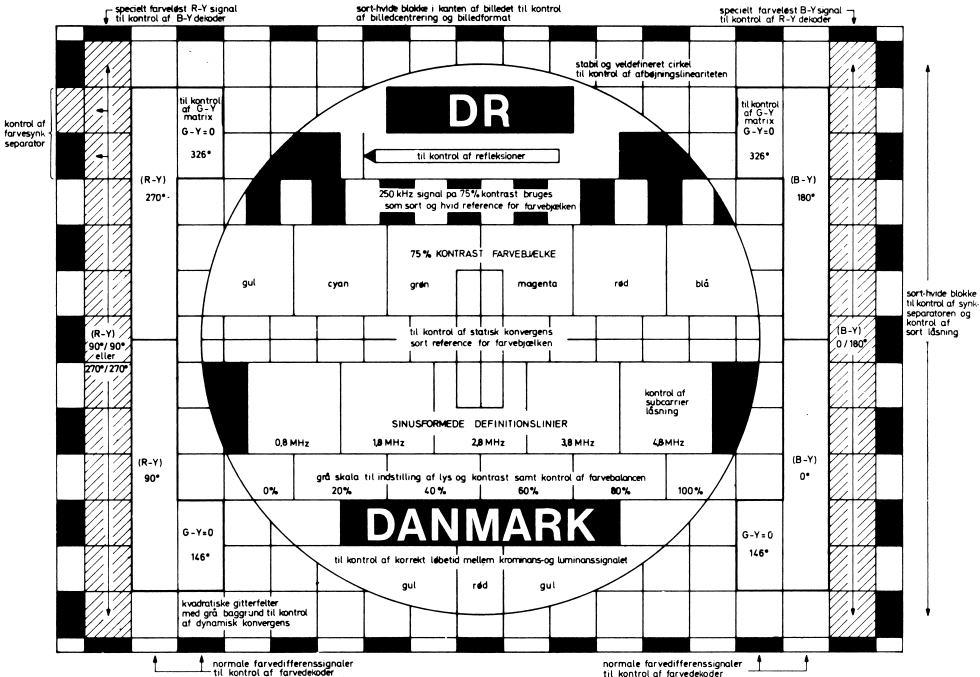 specielt farveløst R-Y signal
til kontrol af B-Y dekoder
sort-hvide blokke i kanten af billedet til kontrol
af billedcentrering og billedformat
specielt farveløst B-Y signal
til kontrol af R-Y dekoder
stabil og veldefineret cirkel
til kontrol af afbøjningslineariteten
kontrol af
farvesynk
separator
til kontrol
af G-Y
matrix
G-Y=0
326°
DR
til kontrol
af G-Y
matrix
G-Y=0
326°
til kontrol af refleksioner
(R-Y)
270°
250 kHz signal pa 75% kontrast bruges
som sort og hvid reference for farvebjælken
(B-Y)
180°
75% KONTRAST FARVEBJÆLKE
gul
cyan
grøn
magenta
rød
blå
sort-hvide blokke
til kontrol af synk-
separatoren og
kontrol af
sort låsning
(R-Y)
90°/90°
eller
270°/270°
til kontrol af statisk konvergens
sort reference for farvebjælken
(B-Y)
0/180°
kontrol af
subcarrier
låsning
SINUSFORMEDE DEFINITIONSLINIER
0,8 MHz
1,8 MHz
2,8 MHz
3,8 MHz
4,8 MHz
(R-Y)
90°
grå skala til indstilling af lys og kontrast samt kontrol af farvebalancen
0%
20%
40%
60%
80%
100%
(B-Y)
0°
G-Y=0
146°
DANMARK
G-Y=0
146°
til kontrol af korrekt løbetid mellem krominans-og luminanssignalet
gul
rød
gul
kvadratiske gitterfelter
med grå baggrund til kontrol
af dynamisk konvergens
normale farvedifferenssignaler
til kontrol af farvedekoder
normale farvedifferenssignaler
til kontrol af farvedekoder